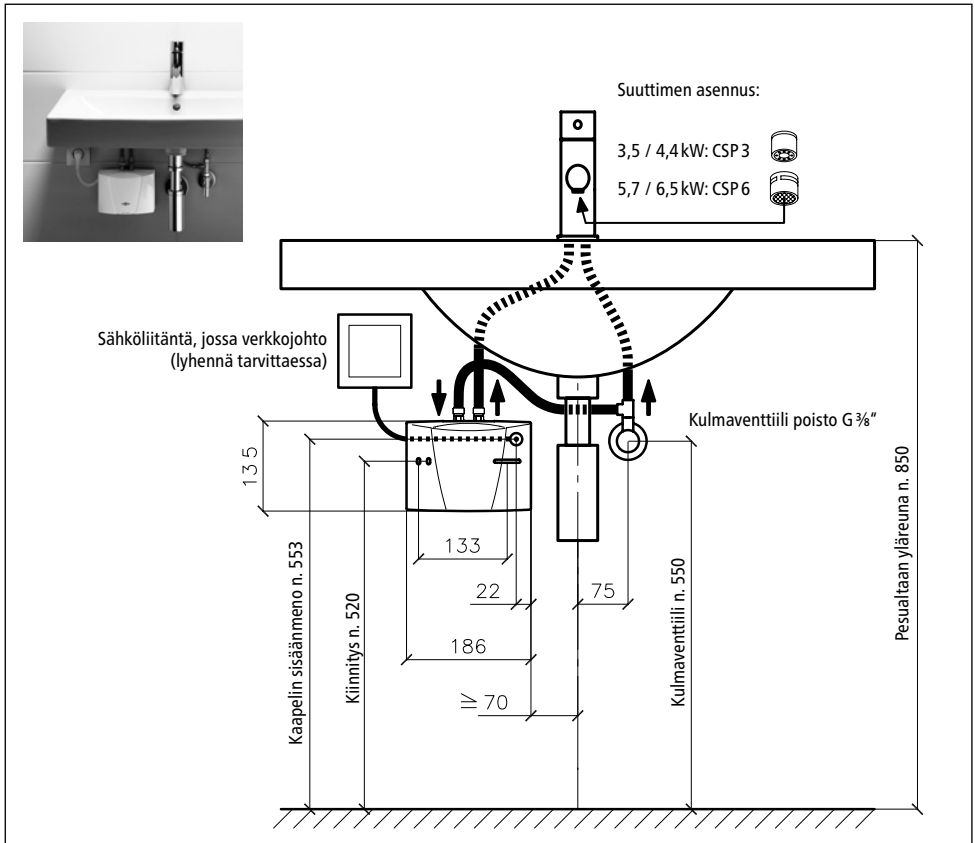 Suuttimen asennus:
3,5 / 4,4 kW: CSP 3
5,7 / 6,5 kW: CSP 6
Sähköliitäntä, jossa verkkojohto
(lyhennä tarvittaessa)
Kulmaventtiili poisto G ⅜“
135
133
22
75
186
≥ 70
Kaapelin sisäänmeno n. 553
Kiinnitys n. 520
Kulmaventtiili n. 550
Pesualtaan yläreuna n. 850